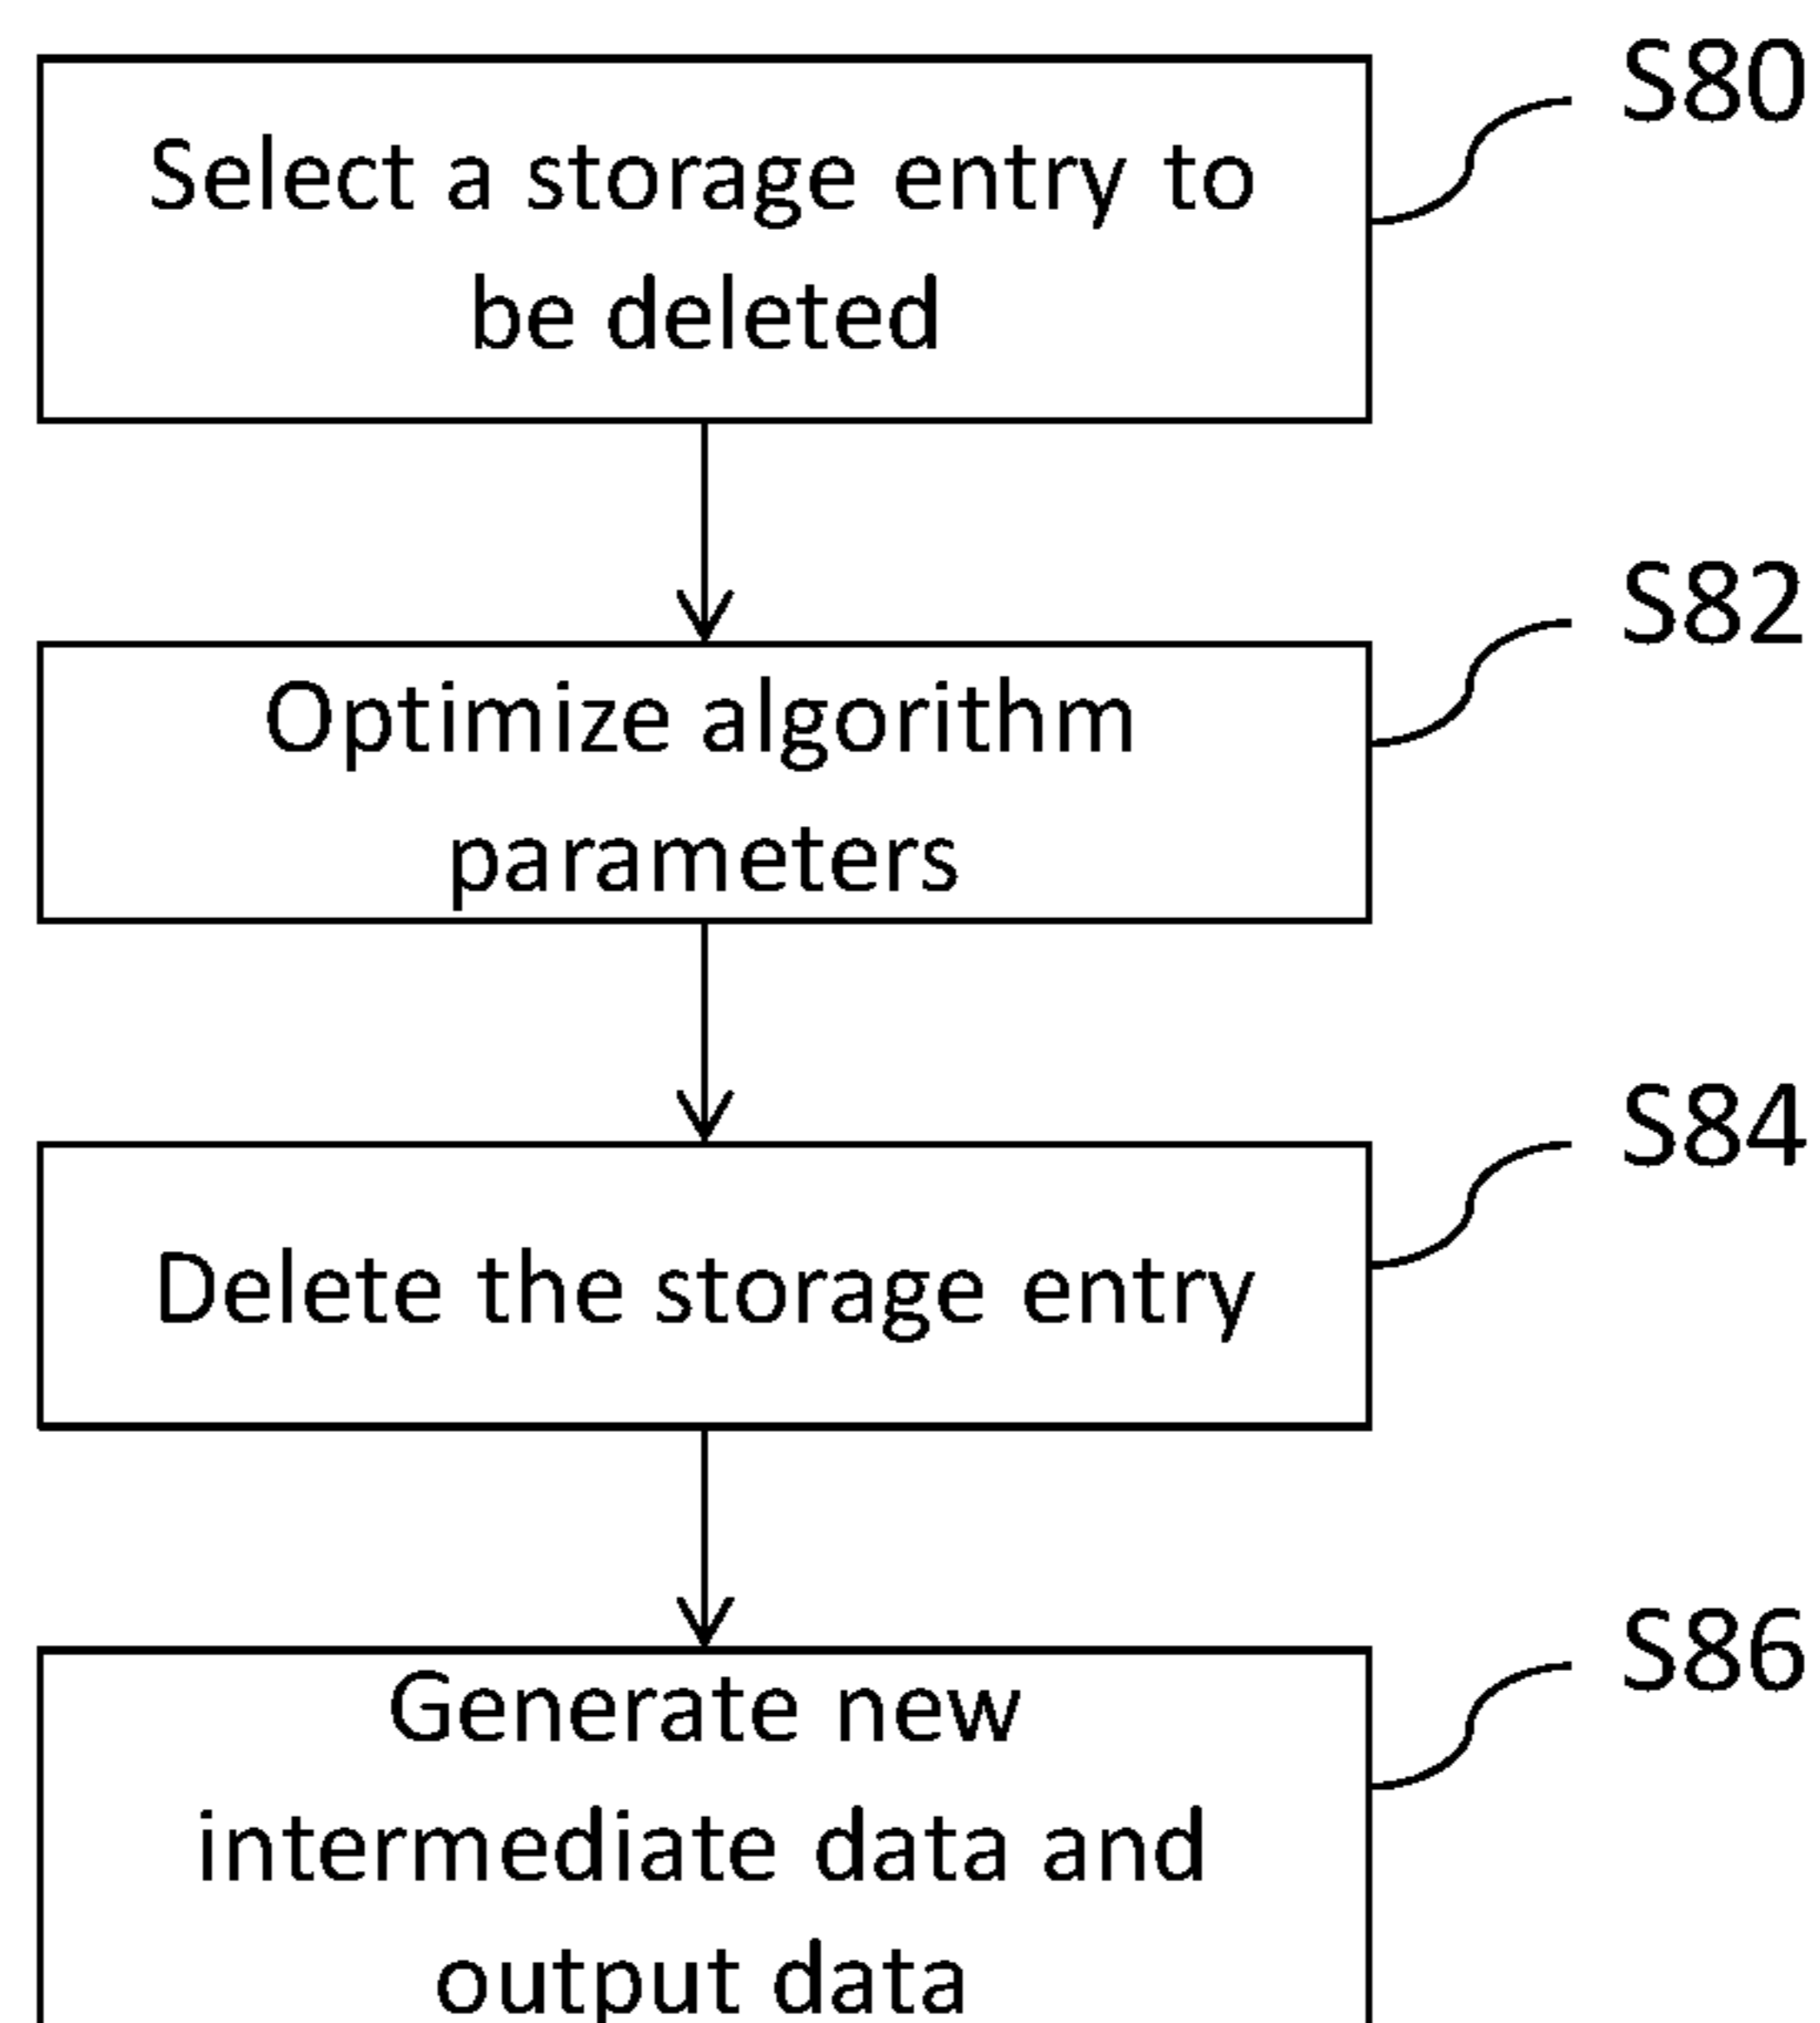 S80
Select a storage entry to
be deleted
S82
Optimize algorithm
parameters
S84
Delete the storage entry
S86
Generate new
intermediate data and
output data